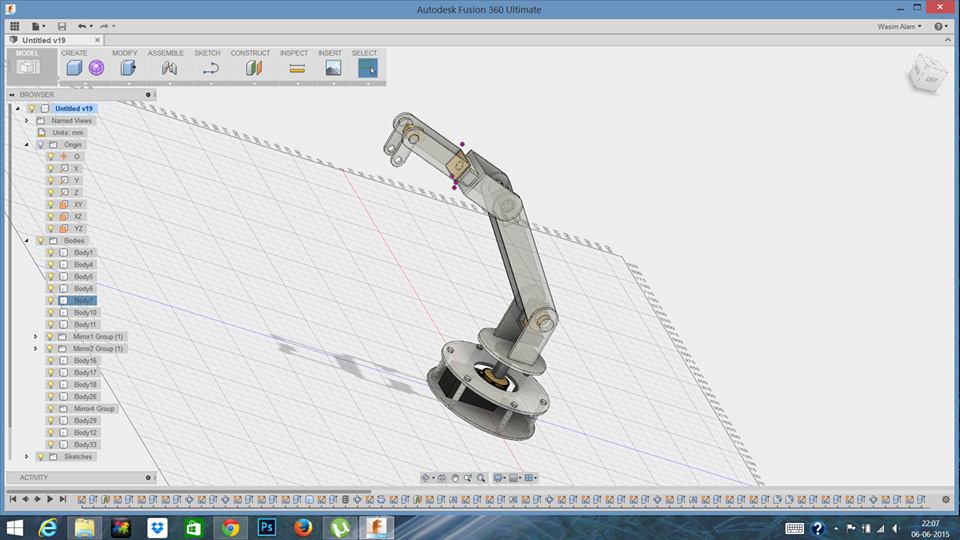 Autodesk Fusion 360 Ultimate
Wasim Alam
Untitled v19
MODEL CREATE MODIFY ASSEMBLE SKETCH CONSTRUCT INSPECT INSERT SELECT
BROWSER
Untitled v19
Named Views
Units: mm
Origin
O
X
Y
Z
XY
XZ
YZ
Bodies
Body1
Body4
Body5
Body6
Body7
Body10
Body11
Mirror1 Group (1)
Mirror2 Group (1)
Body16
Body17
Body18
Body26
Mirror4 Group
Body29
Body12
Body33
Sketches
ACTIVITY
LEFT
Ps
22:07
06-06-2015